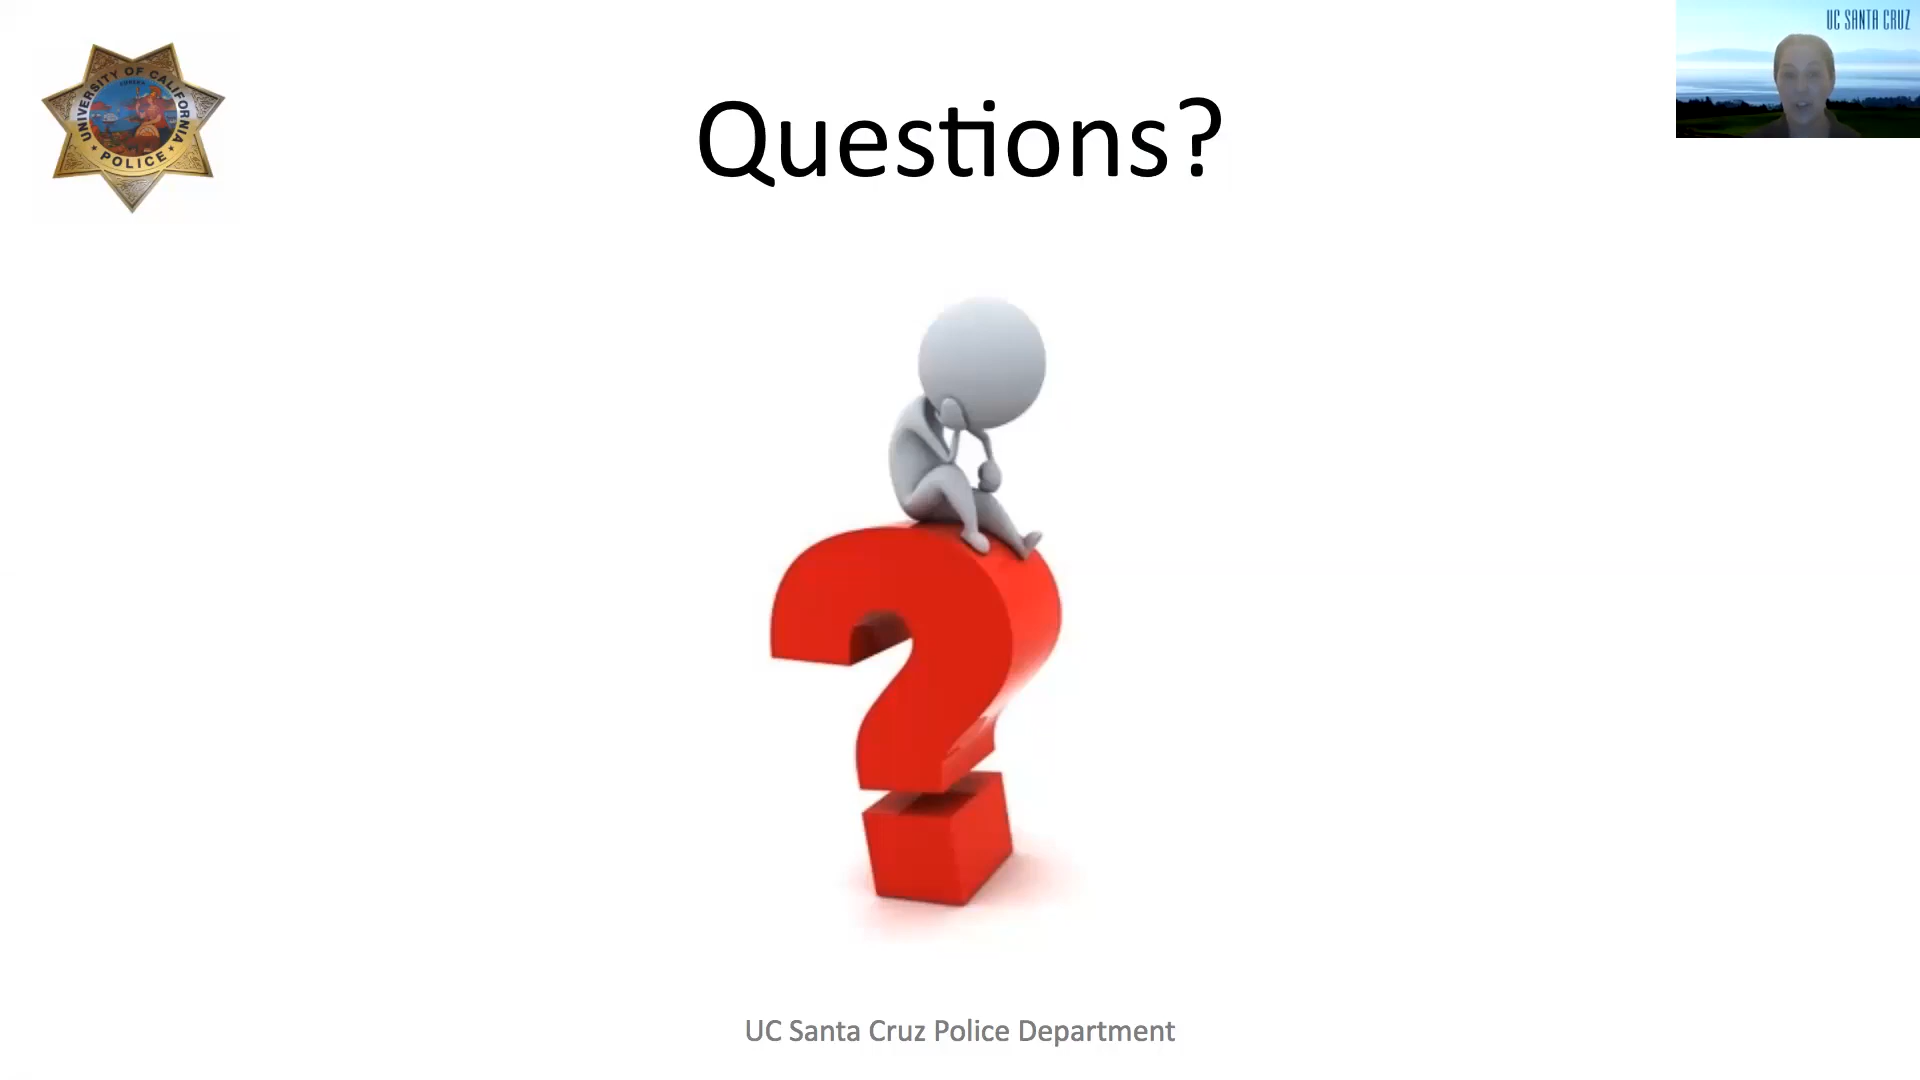 UC SANTA CRUZ
UNIVERSITY OF CALIFORNIA
POLICE
Questions?
UC Santa Cruz Police Department